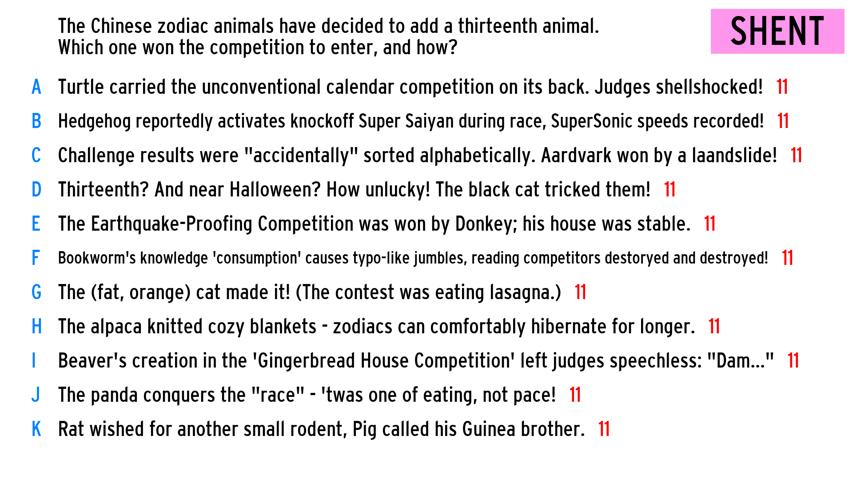 The Chinese zodiac animals have decided to add a thirteenth animal.
Which one won the competition to enter, and how?
SHENT
A Turtle carried the unconventional calendar competition on its back. Judges shellshocked! 11
B Hedgehog reportedly activates knockoff Super Saiyan during race, SuperSonic speeds recorded! 11
C Challenge results were "accidentally" sorted alphabetically. Aardvark won by a laandslide! 11
D Thirteenth? And near Halloween? How unlucky! The black cat tricked them! 11
E The Earthquake-Proofing Competition was won by Donkey; his house was stable. 11
F Bookworm's knowledge 'consumption' causes typo-like jumbles, reading competitors destoryed and destroyed! 11
G The (fat, orange) cat made it! (The contest was eating lasagna.) 11
H The alpaca knitted cozy blankets - zodiacs can comfortably hibernate for longer. 11
I Beaver's creation in the 'Gingerbread House Competition' left judges speechless: "Dam..." 11
J The panda conquers the "race" - 'twas one of eating, not pace! 11
K Rat wished for another small rodent, Pig called his Guinea brother. 11